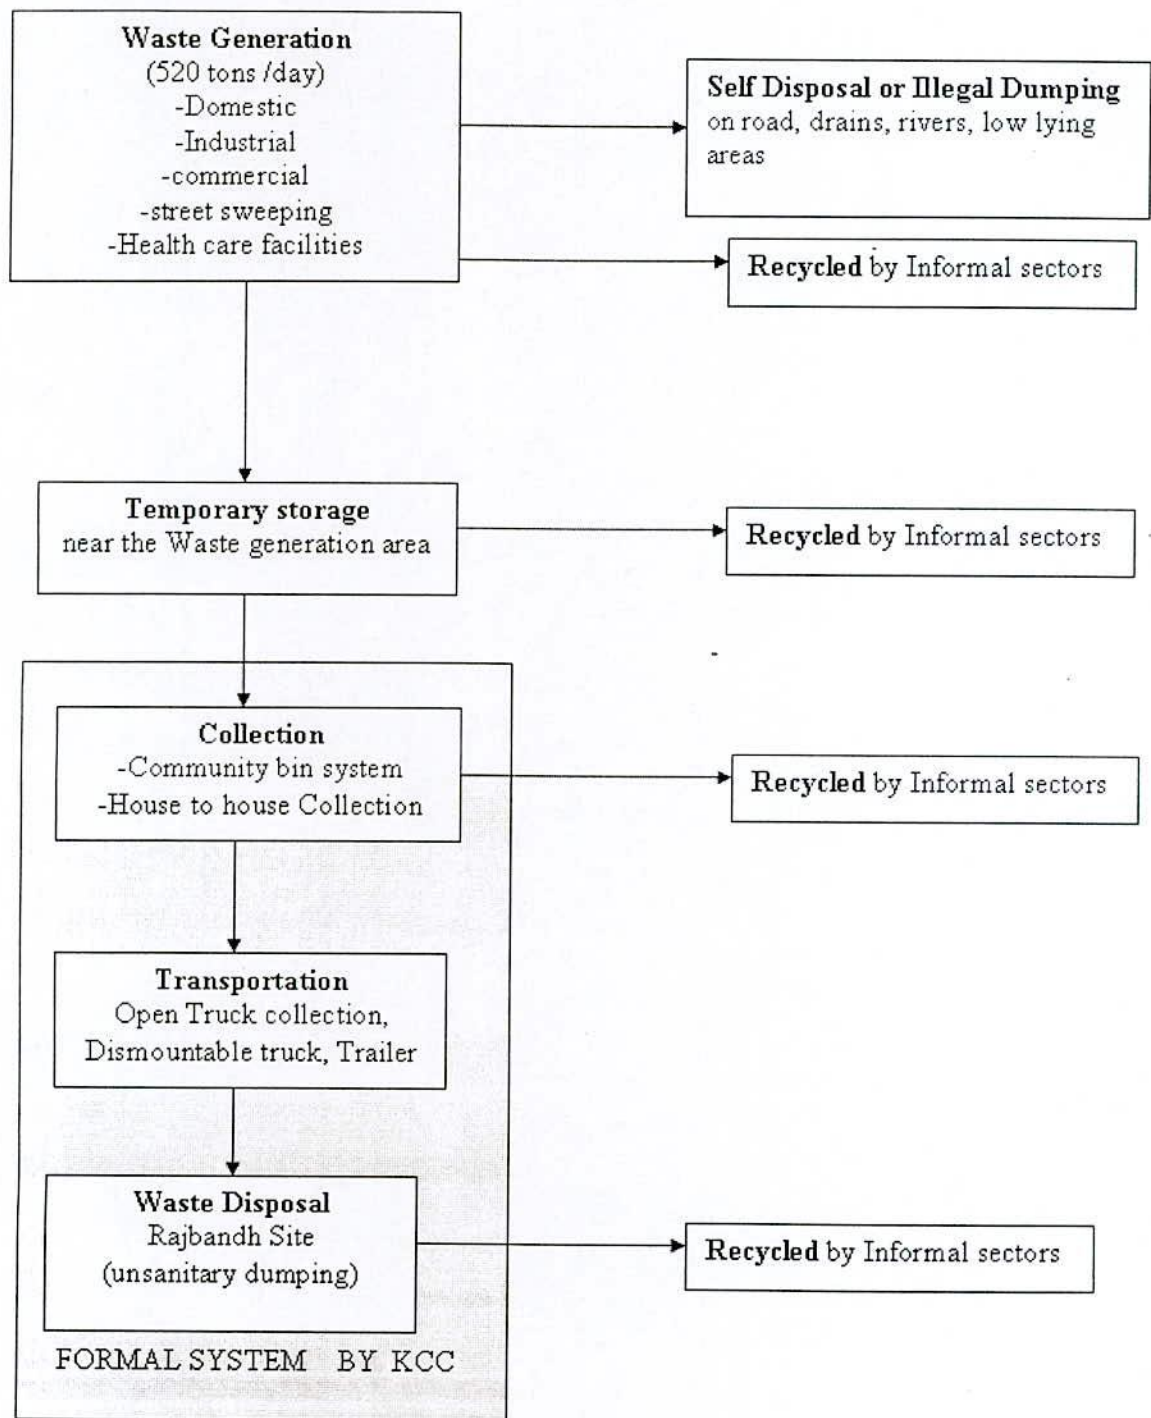 Waste Generation
(520 tons /day)
-Domestic
-Industrial
-commercial
-street sweeping
-Health care facilities
Self Disposal or Illegal Dumping
on road, drains, rivers, low lying
areas
Recycled by Informal sectors
Temporary storage
near the Waste generation area
Recycled by Informal sectors
Collection
-Community bin system
-House to house Collection
Recycled by Informal sectors
Transportation
Open Truck collection,
Dismountable truck, Trailer
Waste Disposal
Rajbandh Site
(unsanitary dumping)
Recycled by Informal sectors
FORMAL SYSTEM BY KCC